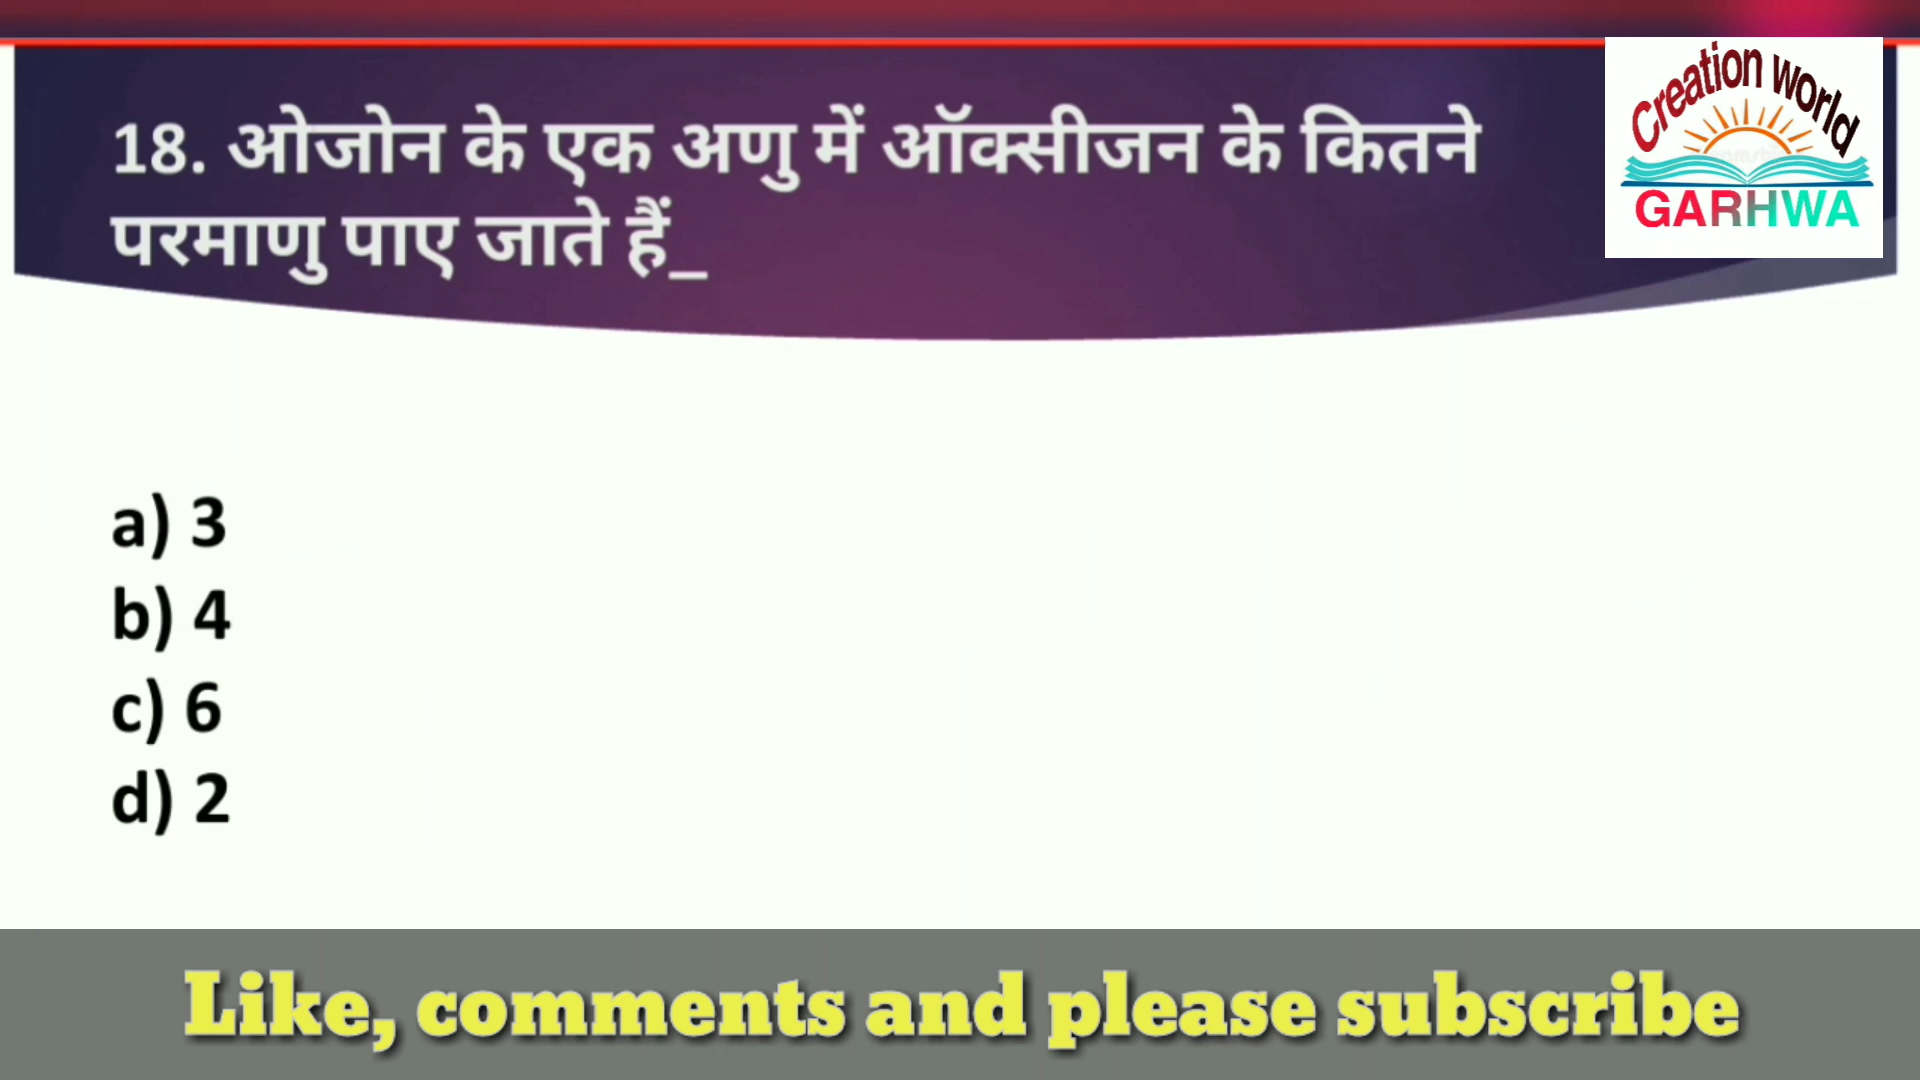 18. ओजोन के एक अणु में ऑक्सीजन के कितने
परमाणु पाए जाते हैं_
Creation World
GARHWA
a) 3
b) 4
c) 6
d) 2
Like, comments and please subscribe